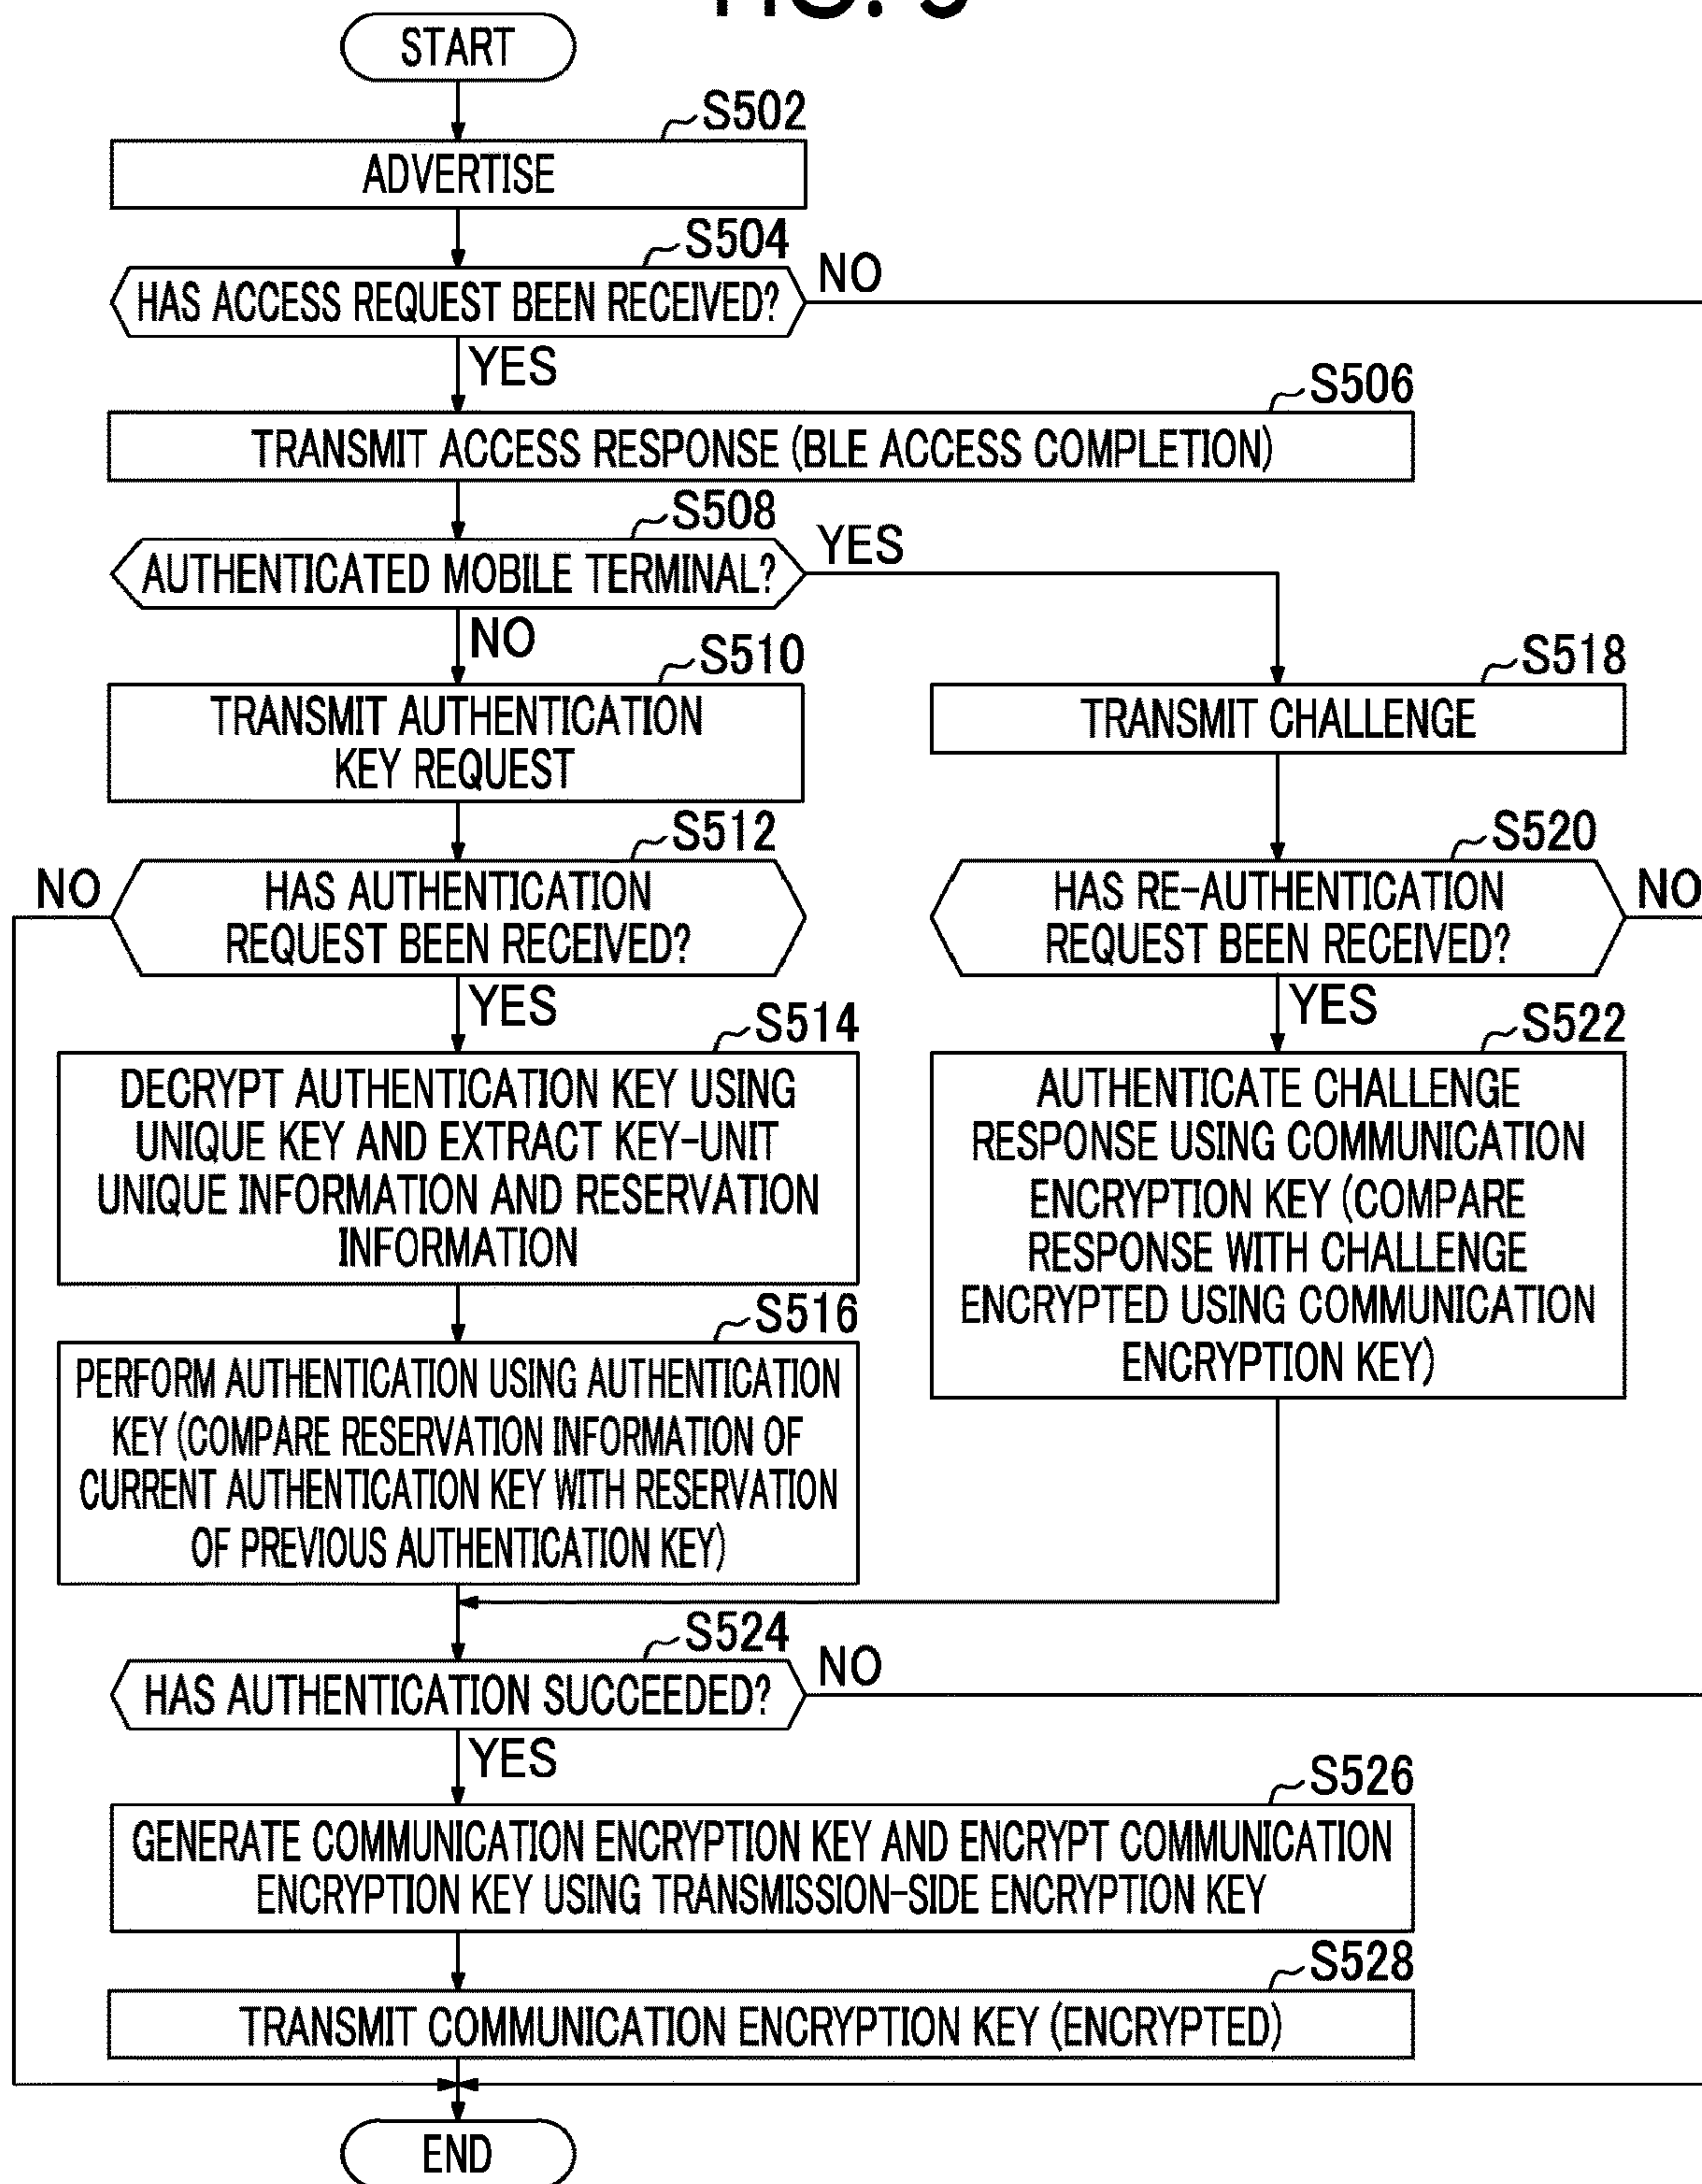 START
S502
ADVERTISE
S504
HAS ACCESS REQUEST BEEN RECEIVED?
NO
YES
S506
TRANSMIT ACCESS RESPONSE (BLE ACCESS COMPLETION)
S508
AUTHENTICATED MOBILE TERMINAL?
YES
NO
S510
TRANSMIT AUTHENTICATION
KEY REQUEST
S518
TRANSMIT CHALLENGE
S512
NO
HAS AUTHENTICATION
REQUEST BEEN RECEIVED?
YES
S520
HAS RE-AUTHENTICATION
REQUEST BEEN RECEIVED?
NO
YES
S514
DECRYPT AUTHENTICATION KEY USING
UNIQUE KEY AND EXTRACT KEY-UNIT
UNIQUE INFORMATION AND RESERVATION
INFORMATION
S522
AUTHENTICATE CHALLENGE
RESPONSE USING COMMUNICATION
ENCRYPTION KEY (COMPARE
RESPONSE WITH CHALLENGE
ENCRYPTED USING COMMUNICATION
ENCRYPTION KEY)
S516
PERFORM AUTHENTICATION USING AUTHENTICATION
KEY (COMPARE RESERVATION INFORMATION OF
CURRENT AUTHENTICATION KEY WITH RESERVATION
OF PREVIOUS AUTHENTICATION KEY)
S524
HAS AUTHENTICATION SUCCEEDED?
NO
YES
S526
GENERATE COMMUNICATION ENCRYPTION KEY AND ENCRYPT COMMUNICATION
ENCRYPTION KEY USING TRANSMISSION-SIDE ENCRYPTION KEY
S528
TRANSMIT COMMUNICATION ENCRYPTION KEY (ENCRYPTED)
END